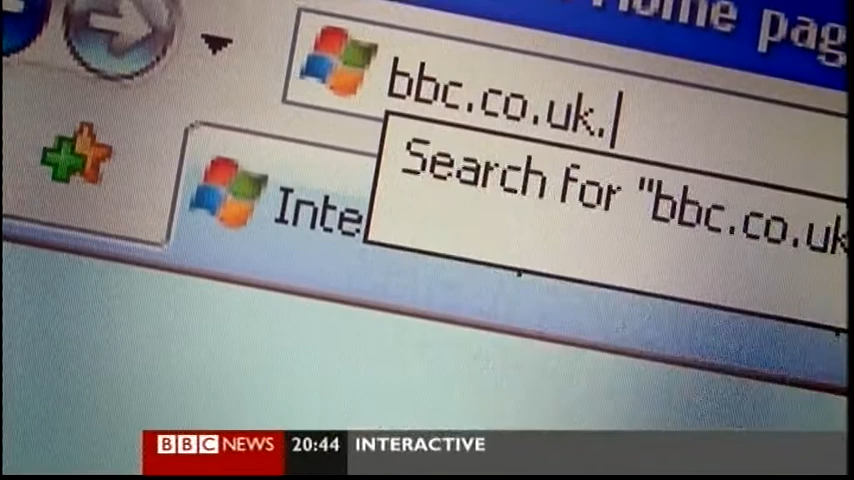 Home pag
bbc.co.uk.
Search for "bbc.co.uk
Inte
BBC NEWS 20:44 INTERACTIVE